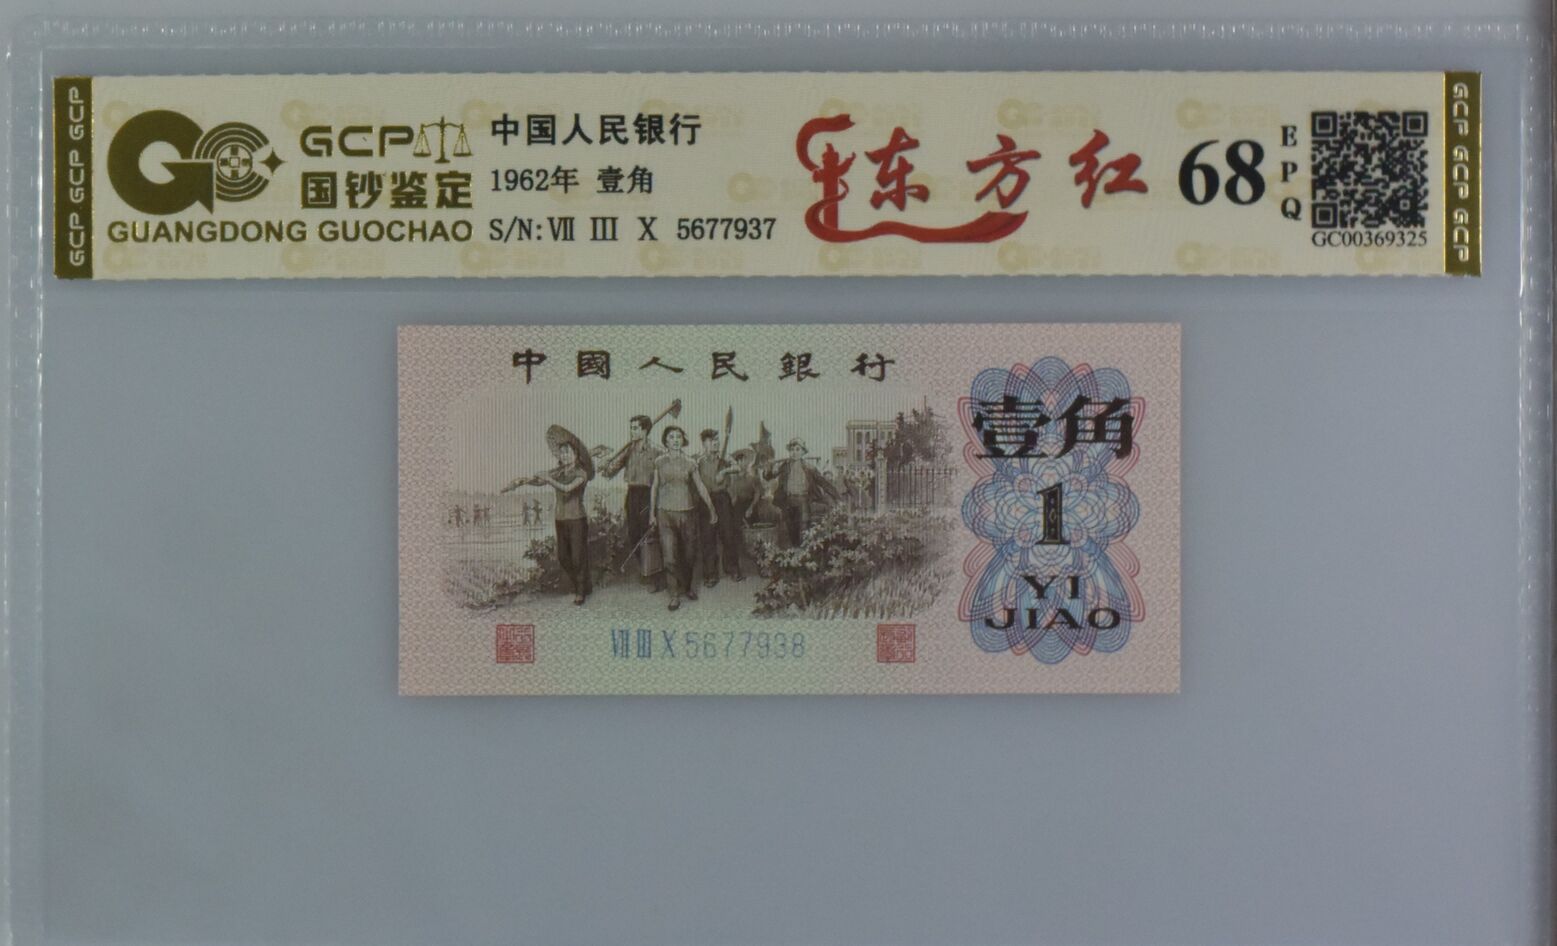 GCP GCP GCP
GCP
国钞鉴定
GUANGDONG GUOCHAO
中国人民银行
1962年 壹角
S/N: Ⅶ Ⅲ Ⅹ 5677937
东方红
68
EPQ
GC00369325
GCP GCP GCP
中國人民銀行
壹角
1
YI
JIAO
Ⅶ Ⅲ Ⅹ 5677938